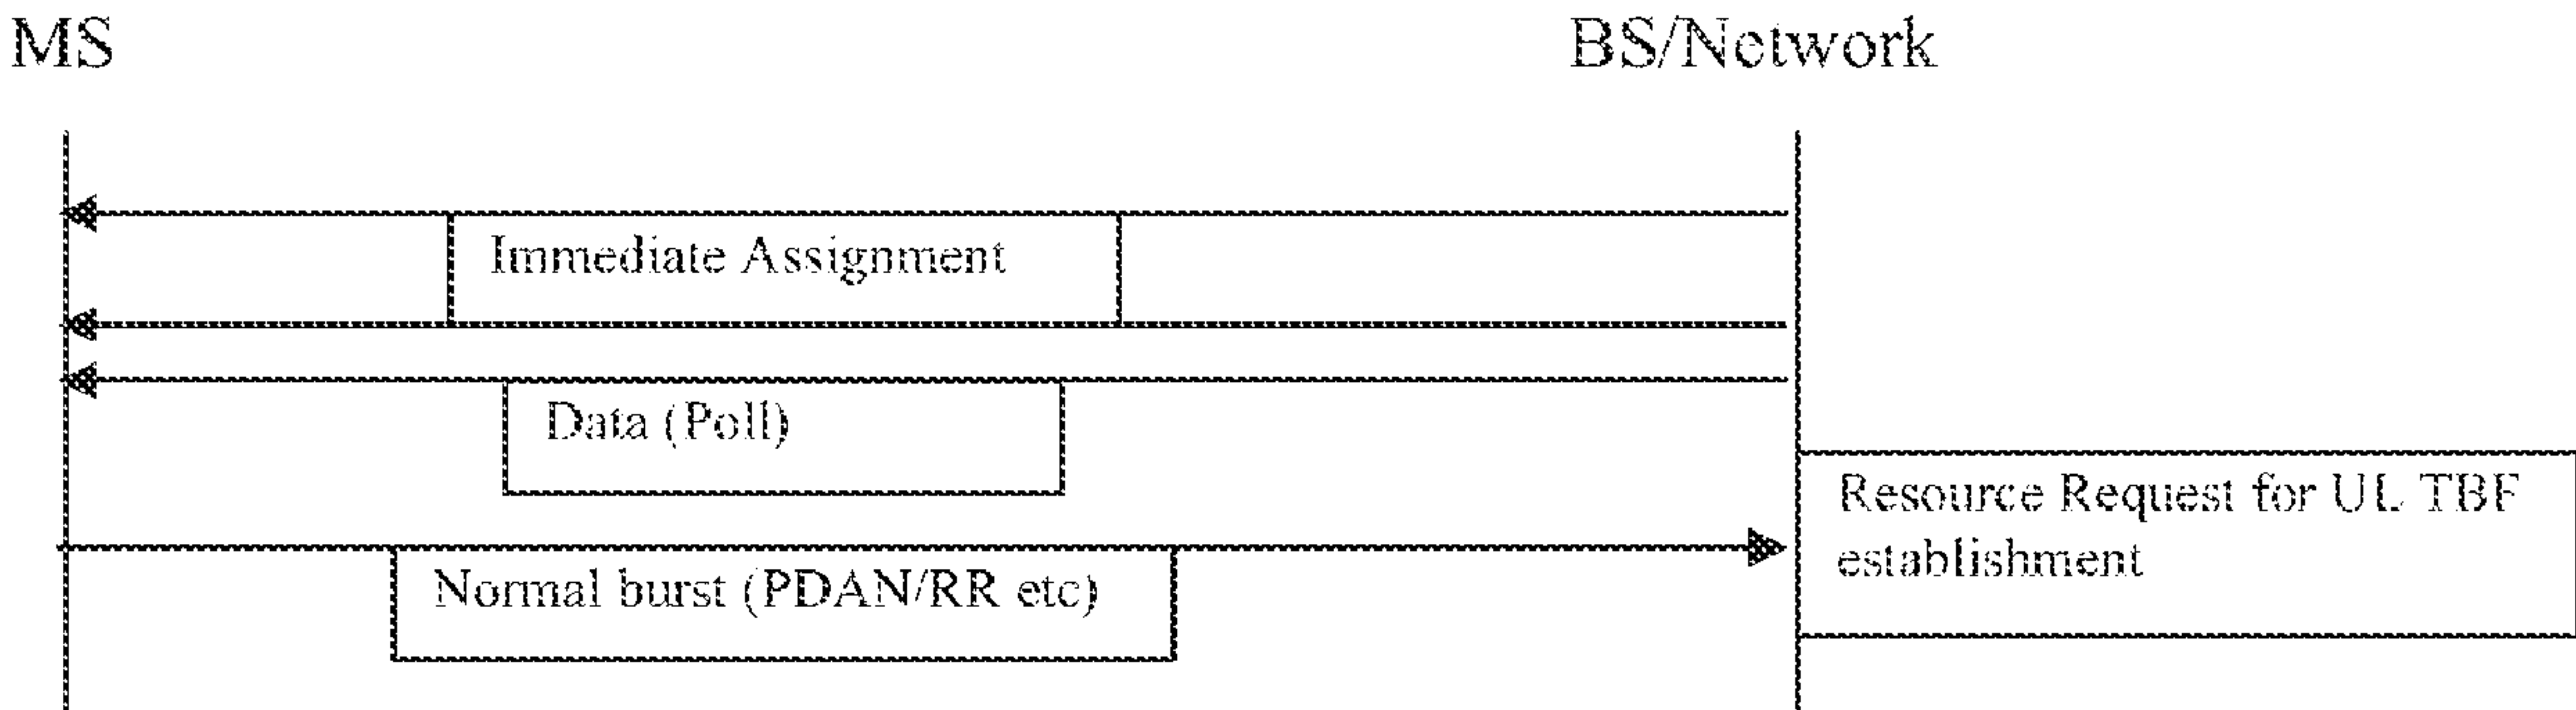 MS
BS/Network
Immediate Assignment
Data (Poll)
Resource Request for UL TBF
establishment
Normal burst (PDAN/RR etc)